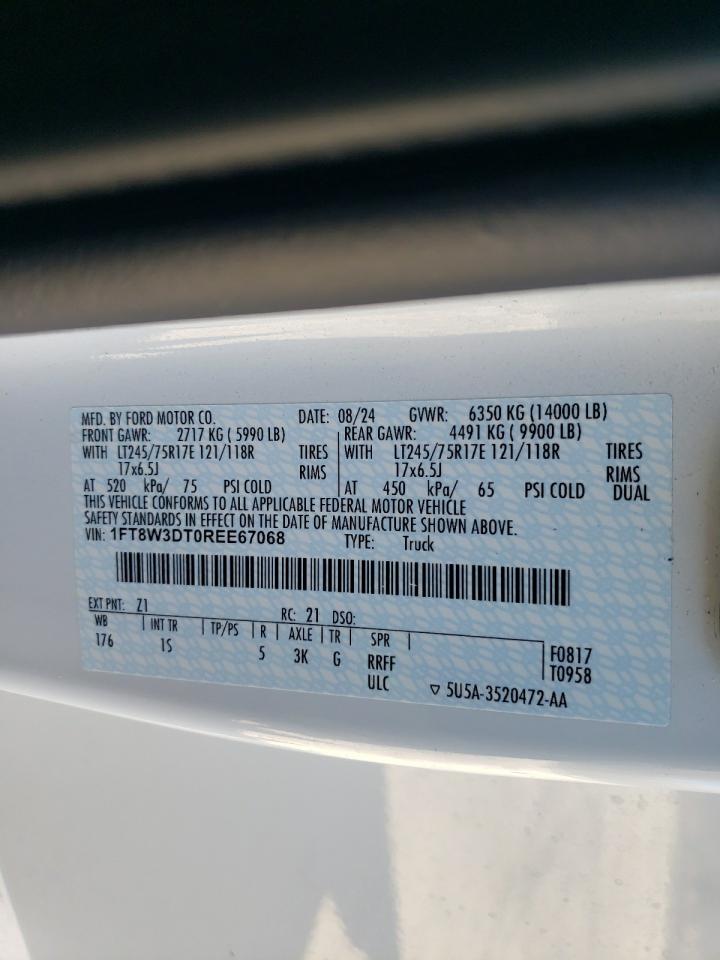 MFD. BY FORD MOTOR CO. DATE: 08/24 GVWR: 6350 KG (14000 LB)
FRONT GAWR: 2717 KG ( 5990 LB) REAR GAWR: 4491 KG ( 9900 LB)
WITH LT245/75R17E 121/118R TIRES WITH LT245/75R17E 121/118R TIRES
17x6.5J RIMS 17x6.5J RIMS
AT 520 kPa/ 75 PSI COLD AT 450 kPa/ 65 PSI COLD DUAL
THIS VEHICLE CONFORMS TO ALL APPLICABLE FEDERAL MOTOR VEHICLE
SAFETY STANDARDS IN EFFECT ON THE DATE OF MANUFACTURE SHOWN ABOVE.
VIN: 1FT8W3DT0REE67068 TYPE: Truck
EXT PNT: Z1 RC: 21 DSO:
WB INT TR TP/PS R AXLE TR SPR
176 1S 5 3K G RRFF F0817
ULC T0958
▽ 5U5A-3520472-AA